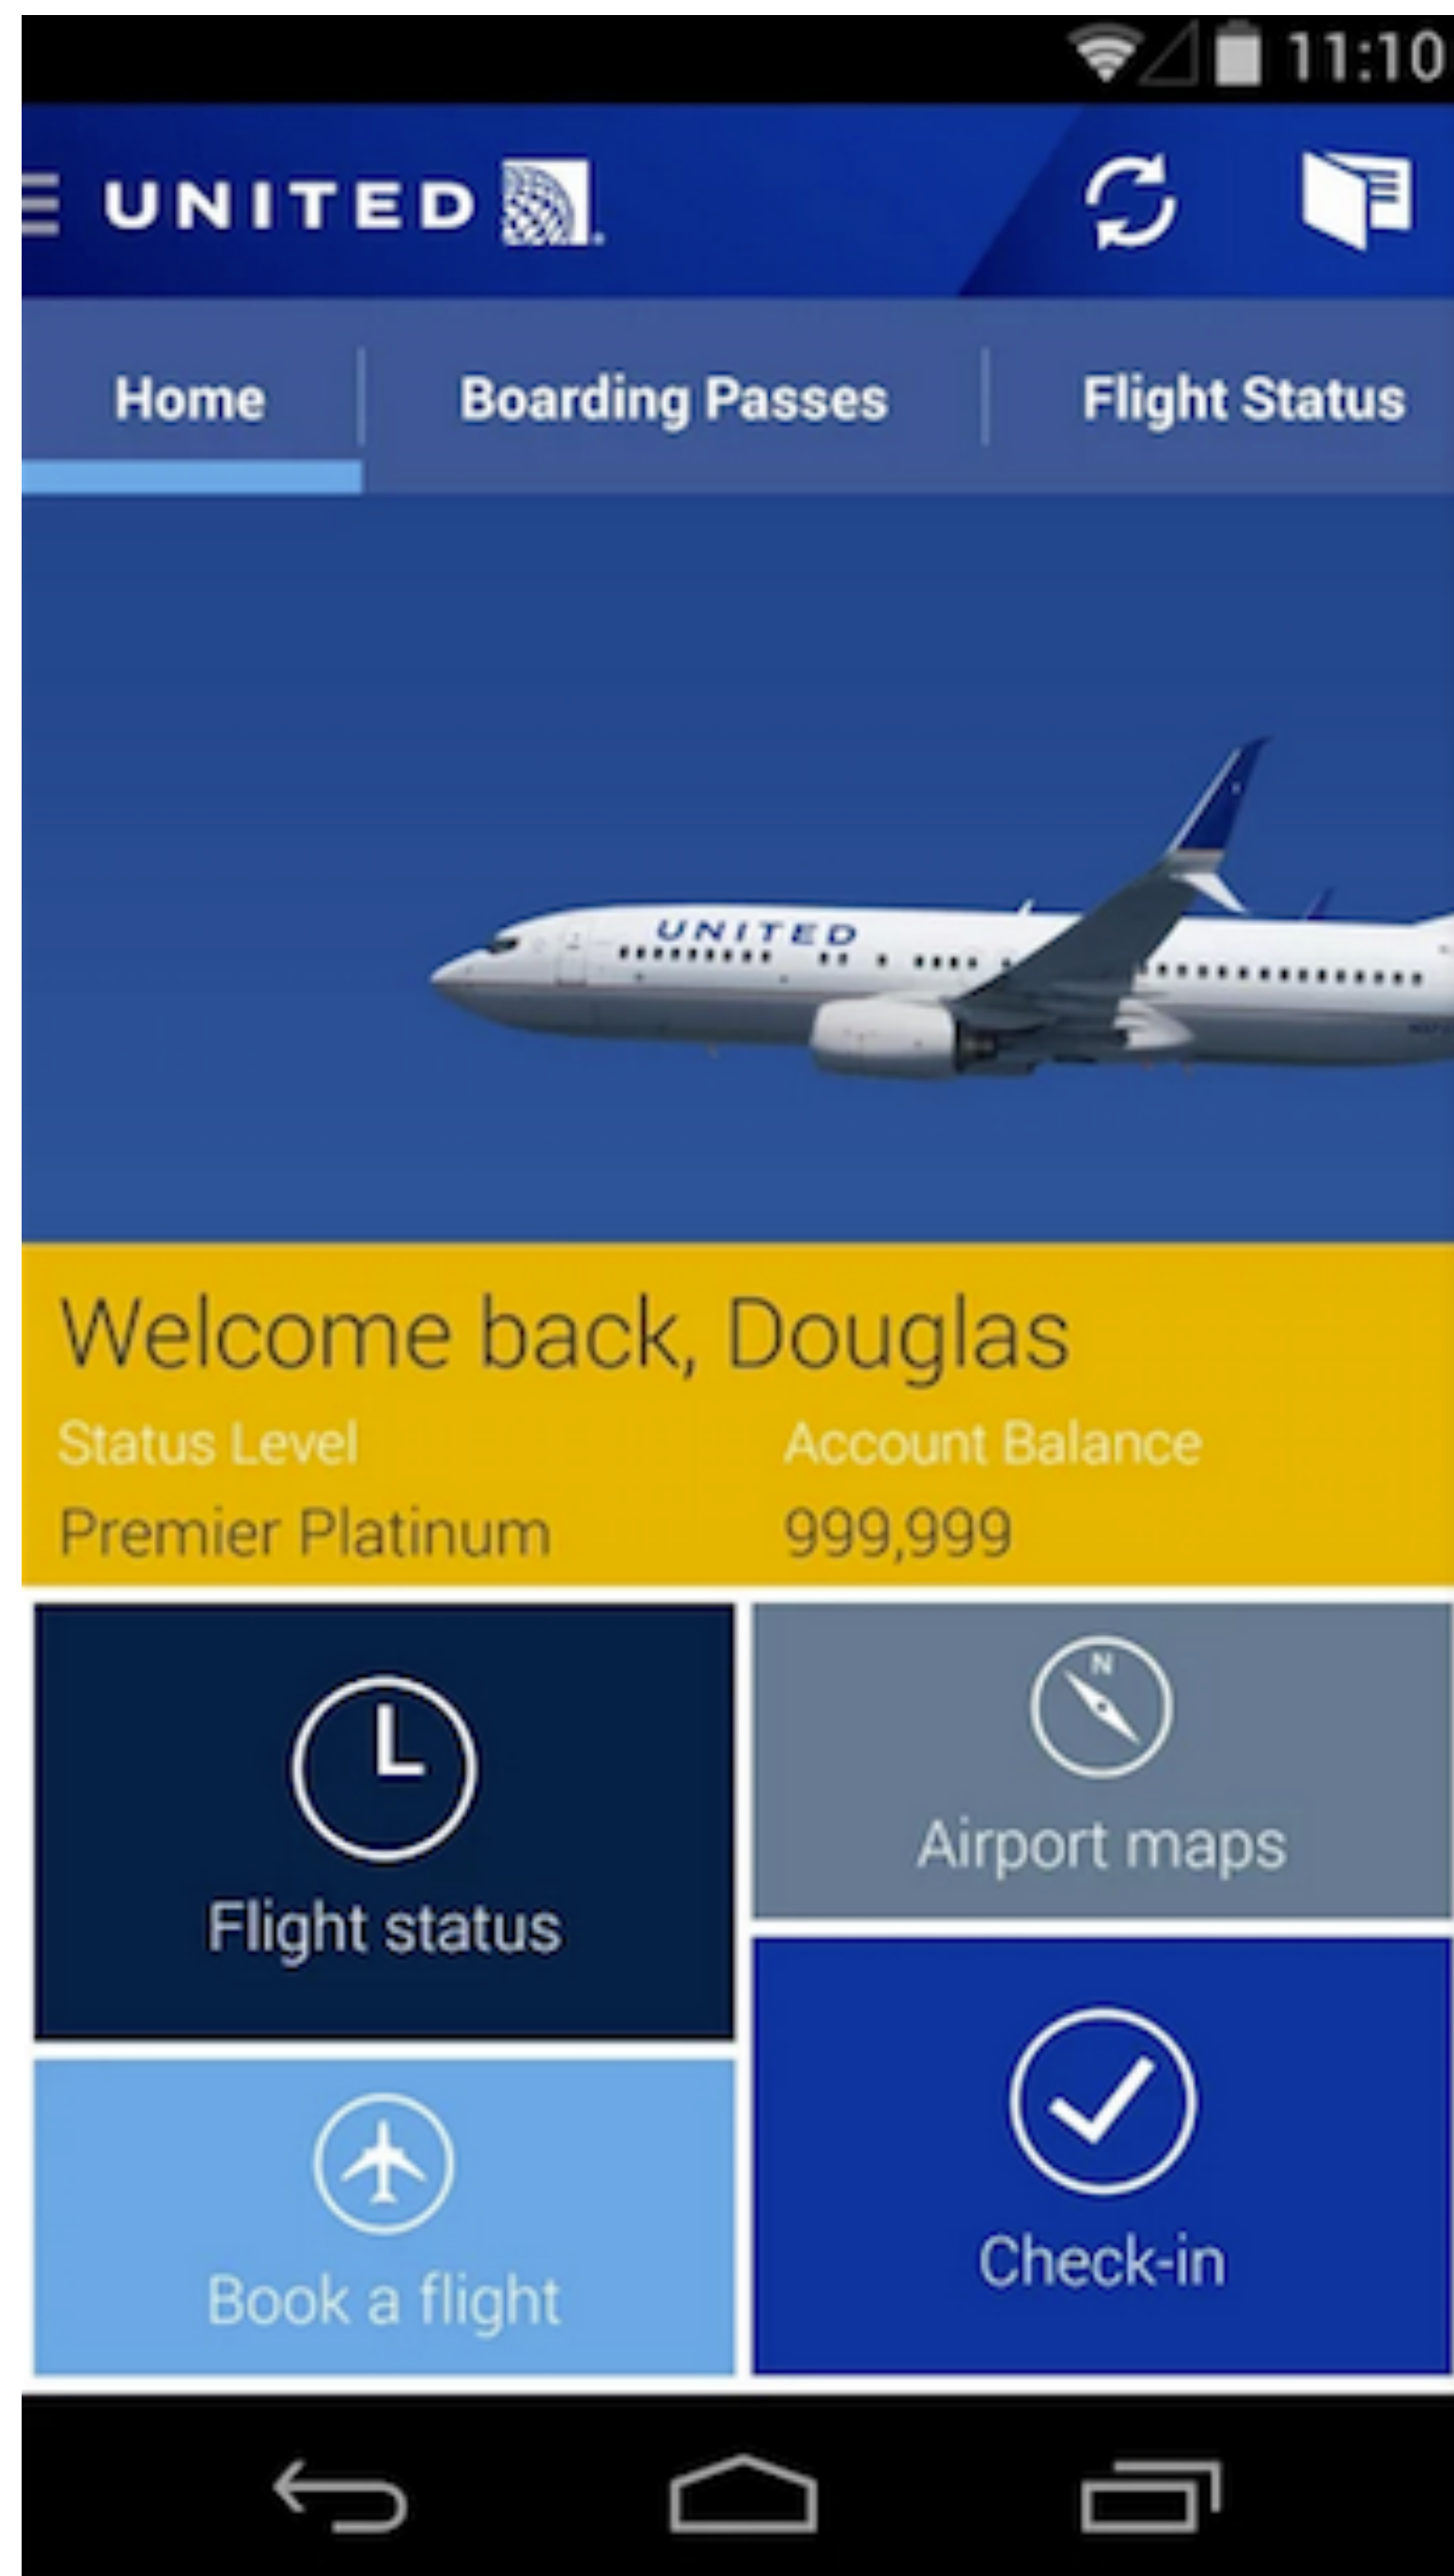 11:10
UNITED
Home
Boarding Passes
Flight Status
UNITED
Welcome back, Douglas
Status Level
Account Balance
Premier Platinum
999,999
N
Flight status
Airport maps
Book a flight
Check-in